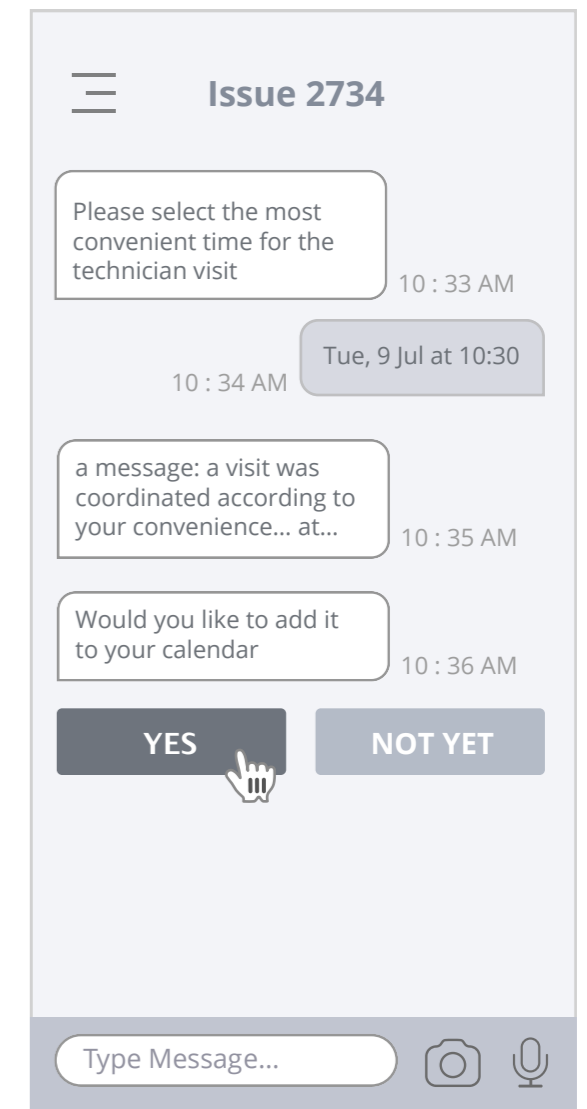 Issue 2734
Please select the most
convenient time for the
technician visit
10 : 33 AM
Tue, 9 Jul at 10:30
10 : 34 AM
a message: a visit was
coordinated according to
your convenience... at...
10 : 35 AM
Would you like to add it
to your calendar
10 : 36 AM
YES
NOT YET
Type Message...